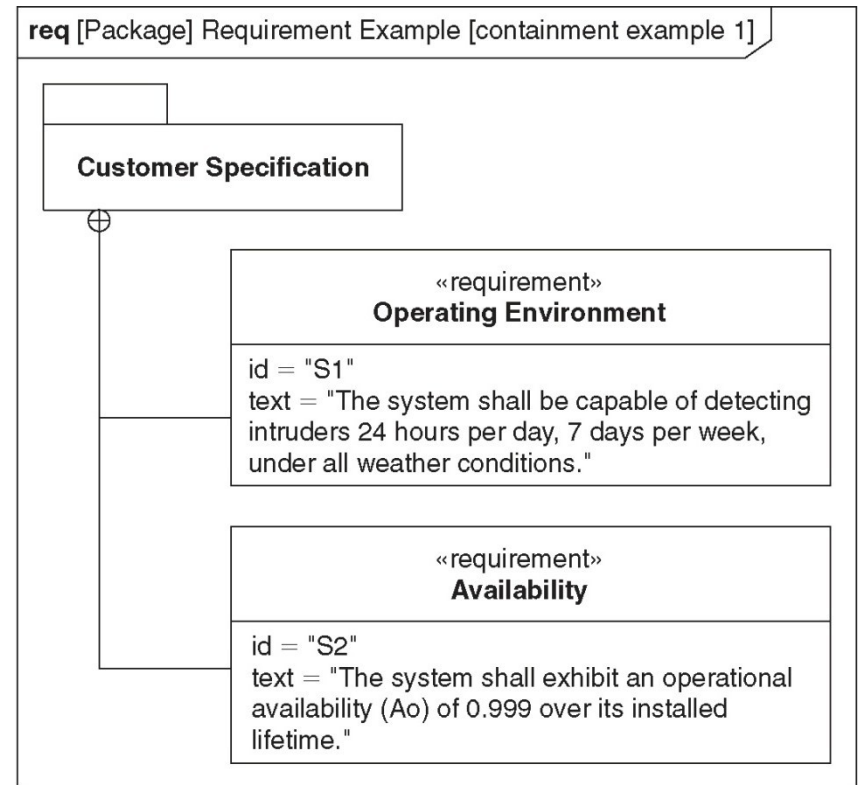 req [Package] Requirement Example [containment example 1]
Customer Specification
«requirement»
Operating Environment
id = "S1"
text = "The system shall be capable of detecting
intruders 24 hours per day, 7 days per week,
under all weather conditions."
«requirement»
Availability
id = "S2"
text = "The system shall exhibit an operational
availability (Ao) of 0.999 over its installed
lifetime."